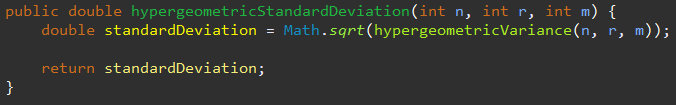 public double hypergeometricStandardDeviation(int n, int r, int m) {
    double standardDeviation = Math.sqrt(hypergeometricVariance(n, r, m));
    return standardDeviation;
}